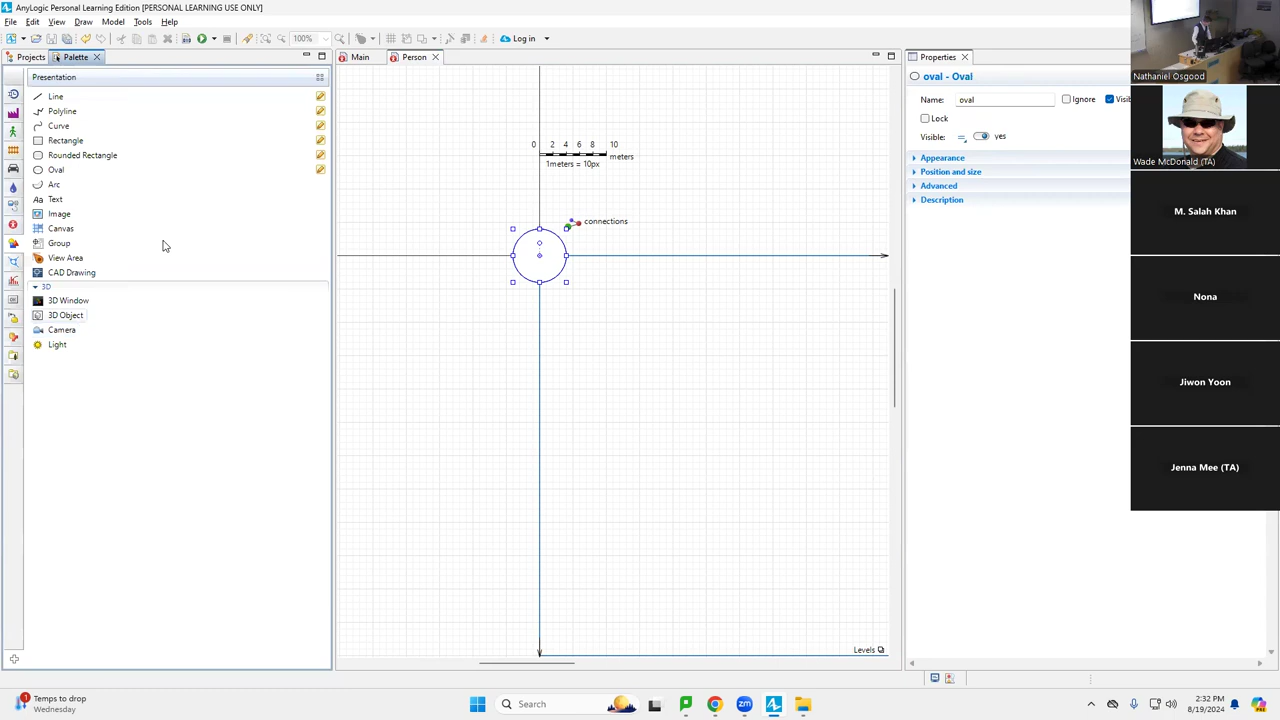 AnyLogic Personal Learning Edition [PERSONAL LEARNING USE ONLY]
File Edit View Draw Model Tools Help
100%
Log in
Projects
Palette
Main
Person
Properties
Presentation
Line
Polyline
Curve
Rectangle
Rounded Rectangle
Oval
Arc
Aa Text
Image
Canvas
Group
View Area
CAD Drawing
3D
3D Window
3D Object
Camera
Light
0 2 4 6 8 10
meters
1meters = 10px
connections
Levels
oval - Oval
Name: oval
Ignore
Visib
Lock
Visible: yes
Appearance
Position and size
Advanced
Description
Nathaniel Osgood
Wade McDonald (TA)
M. Salah Khan
Nona
Jiwon Yoon
Jenna Mee (TA)
1
Temps to drop
Wednesday
Search
zm
2:32 PM
8/19/2024